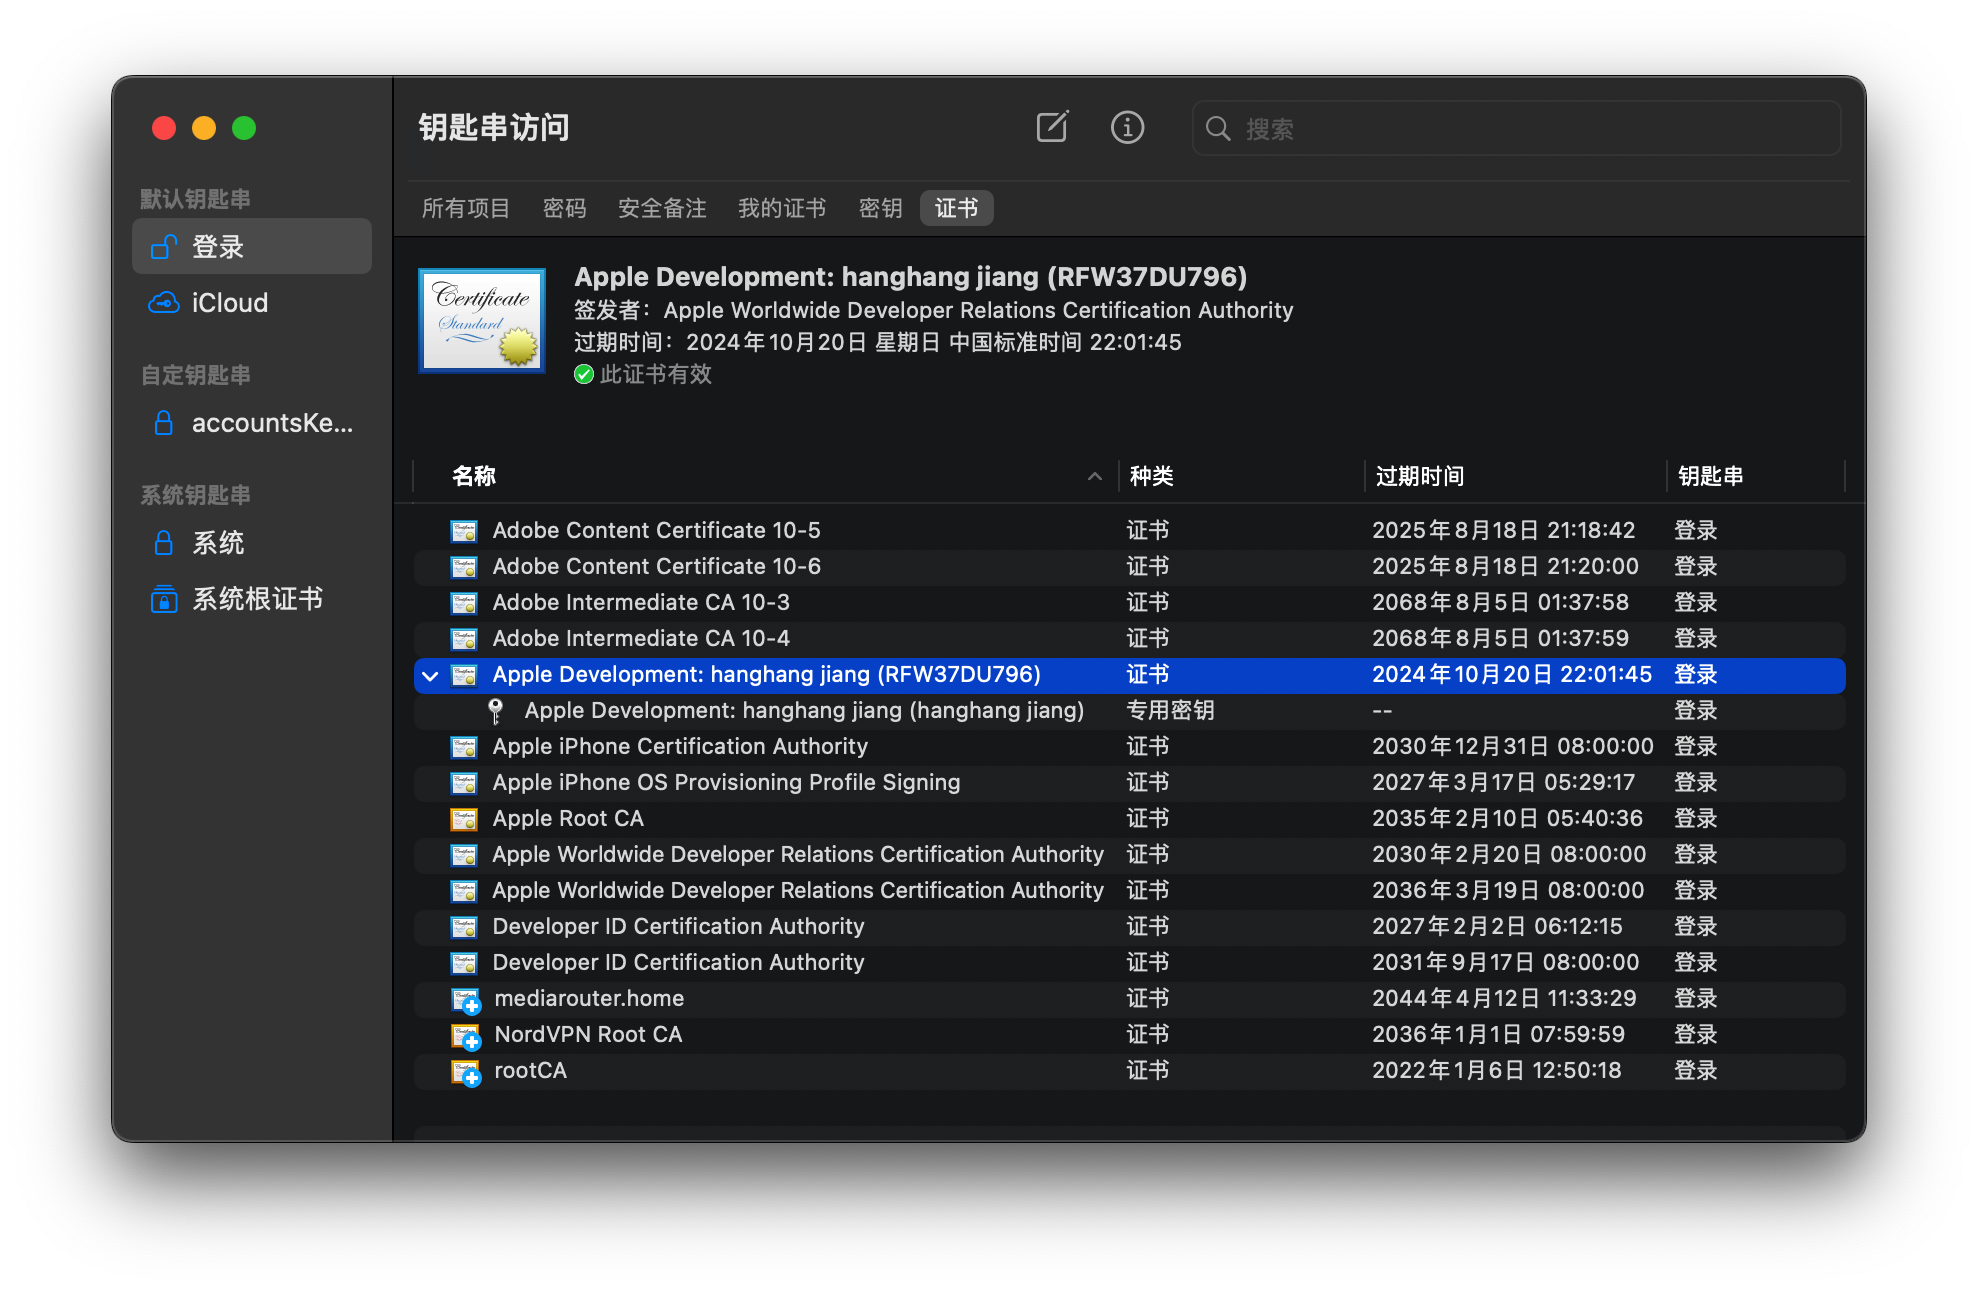 钥匙串访问
搜索
默认钥匙串
登录
iCloud
自定钥匙串
accountsKe...
系统钥匙串
系统
系统根证书
所有项目 密码 安全备注 我的证书 密钥 证书
Certificate
Standard
Apple Development: hanghang jiang (RFW37DU796)
签发者：Apple Worldwide Developer Relations Certification Authority
过期时间：2024年10月20日 星期日 中国标准时间 22:01:45
此证书有效
名称 种类 过期时间 钥匙串
Adobe Content Certificate 10-5 证书 2025年8月18日 21:18:42 登录
Adobe Content Certificate 10-6 证书 2025年8月18日 21:20:00 登录
Adobe Intermediate CA 10-3 证书 2068年8月5日 01:37:58 登录
Adobe Intermediate CA 10-4 证书 2068年8月5日 01:37:59 登录
Apple Development: hanghang jiang (RFW37DU796) 证书 2024年10月20日 22:01:45 登录
Apple Development: hanghang jiang (hanghang jiang) 专用密钥 -- 登录
Apple iPhone Certification Authority 证书 2030年12月31日 08:00:00 登录
Apple iPhone OS Provisioning Profile Signing 证书 2027年3月17日 05:29:17 登录
Apple Root CA 证书 2035年2月10日 05:40:36 登录
Apple Worldwide Developer Relations Certification Authority 证书 2030年2月20日 08:00:00 登录
Apple Worldwide Developer Relations Certification Authority 证书 2036年3月19日 08:00:00 登录
Developer ID Certification Authority 证书 2027年2月2日 06:12:15 登录
Developer ID Certification Authority 证书 2031年9月17日 08:00:00 登录
mediarouter.home 证书 2044年4月12日 11:33:29 登录
NordVPN Root CA 证书 2036年1月1日 07:59:59 登录
rootCA 证书 2022年1月6日 12:50:18 登录